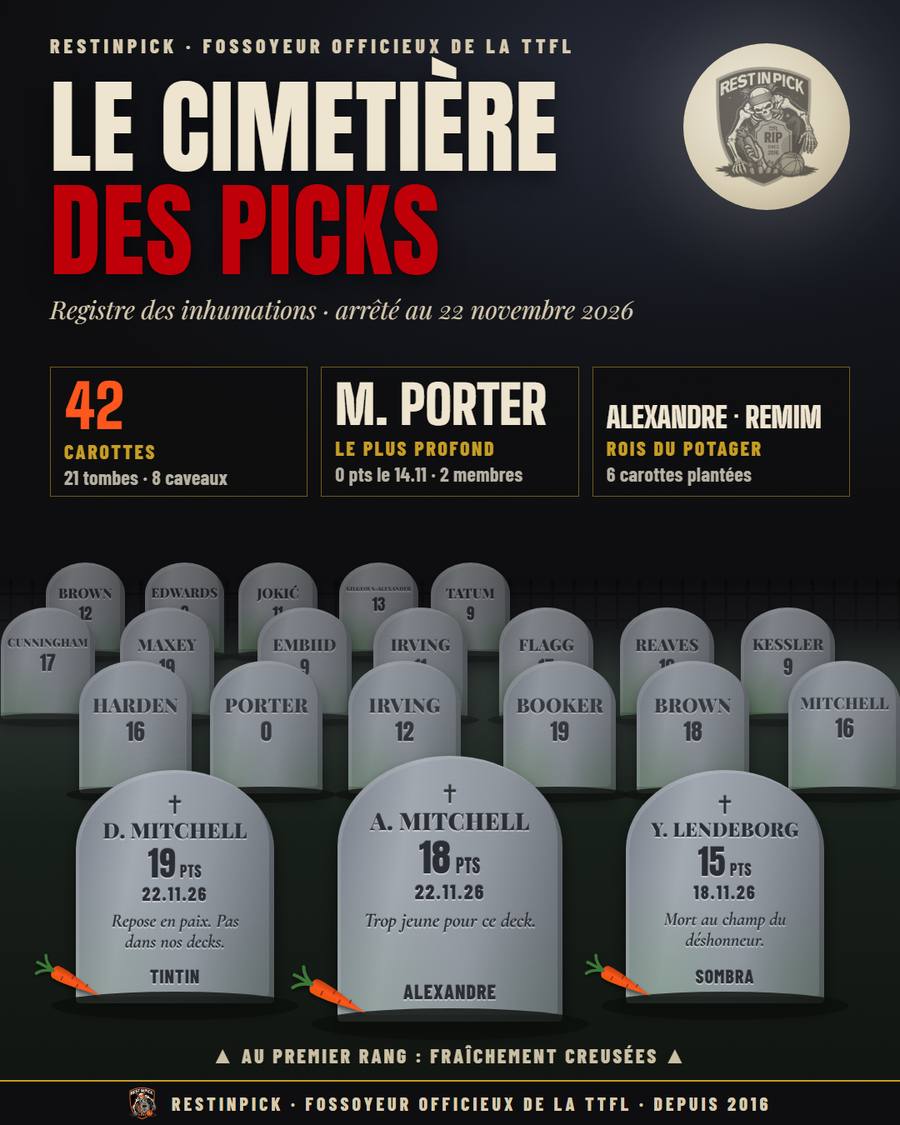 RESTINPICK · FOSSOYEUR OFFICIEUX DE LA TTFL
LE CIMETIÈRE
DES PICKS
REST IN PICK
RIP
Registre des inhumations · arrêté au 22 novembre 2026
42
CAROTTES
21 tombes · 8 caveaux
M. PORTER
LE PLUS PROFOND
0 pts le 14.11 · 2 membres
ALEXANDRE · REMIM
ROIS DU POTAGER
6 carottes plantées
BROWN
12
EDWARDS
JOKIĆ
GILGEOUS-ALEXANDER
13
TATUM
9
CUNNINGHAM
17
MAXEY
EMBIID
9
IRVING
FLAGG
REAVES
KESSLER
9
HARDEN
16
PORTER
0
IRVING
12
BOOKER
19
BROWN
18
MITCHELL
16
D. MITCHELL
19 PTS
22.11.26
Repose en paix. Pas
dans nos decks.
TINTIN
A. MITCHELL
18 PTS
22.11.26
Trop jeune pour ce deck.
ALEXANDRE
Y. LENDEBORG
15 PTS
18.11.26
Mort au champ du
déshonneur.
SOMBRA
▲ AU PREMIER RANG : FRAÎCHEMENT CREUSÉES ▲
RESTINPICK · FOSSOYEUR OFFICIEUX DE LA TTFL · DEPUIS 2016